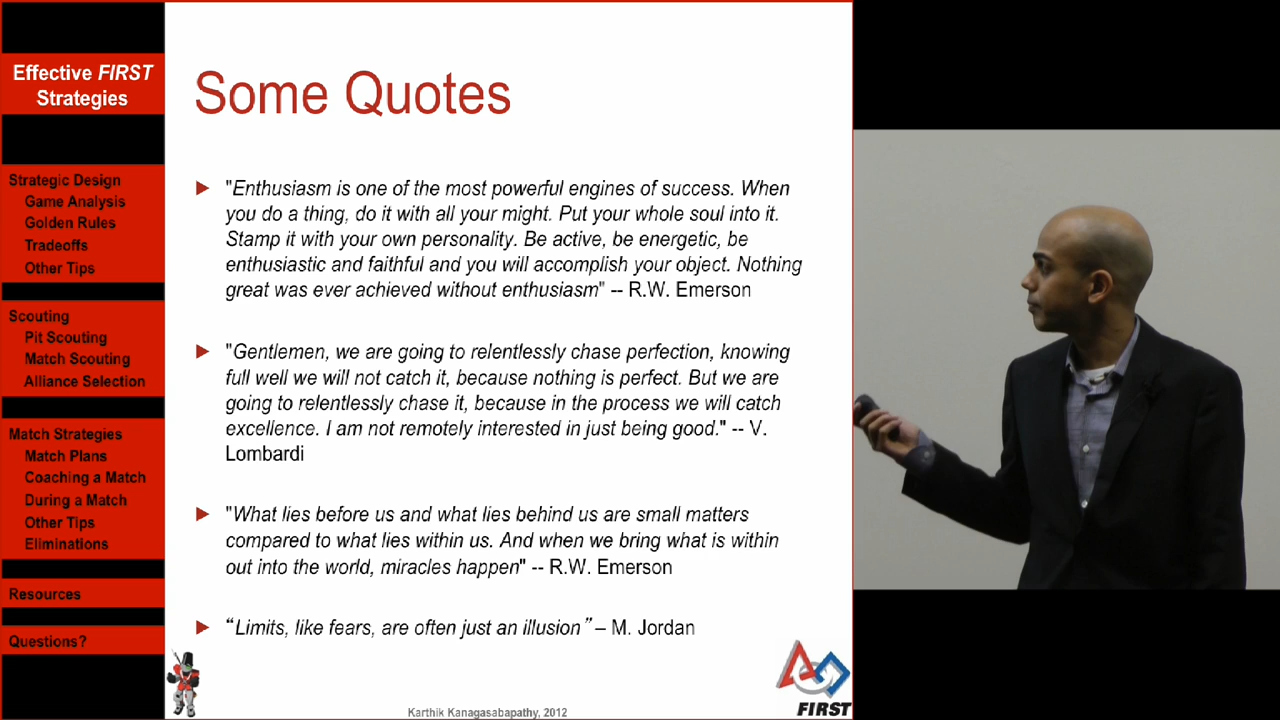 Effective FIRST
Strategies
Strategic Design
Game Analysis
Golden Rules
Tradeoffs
Other Tips
Scouting
Pit Scouting
Match Scouting
Alliance Selection
Match Strategies
Match Plans
Coaching a Match
During a Match
Other Tips
Eliminations
Resources
Questions?
Some Quotes
"Enthusiasm is one of the most powerful engines of success. When
you do a thing, do it with all your might. Put your whole soul into it.
Stamp it with your own personality. Be active, be energetic, be
enthusiastic and faithful and you will accomplish your object. Nothing
great was ever achieved without enthusiasm" -- R.W. Emerson
"Gentlemen, we are going to relentlessly chase perfection, knowing
full well we will not catch it, because nothing is perfect. But we are
going to relentlessly chase it, because in the process we will catch
excellence. I am not remotely interested in just being good." -- V.
Lombardi
"What lies before us and what lies behind us are small matters
compared to what lies within us. And when we bring what is within
out into the world, miracles happen" -- R.W. Emerson
“Limits, like fears, are often just an illusion” – M. Jordan
Karthik Kanagasabapathy, 2012
FIRST